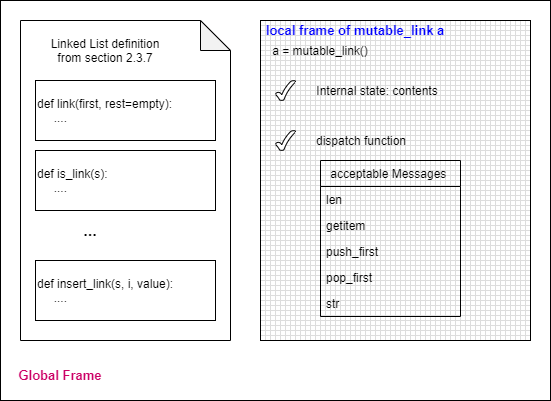 Linked List definition
from section 2.3.7
def link(first, rest=empty):
....
def is_link(s):
....
...
def insert_link(s, i, value):
....
local frame of mutable_link a
a = mutable_link()
Internal state: contents
dispatch function
acceptable Messages
len
getitem
push_first
pop_first
str
Global Frame